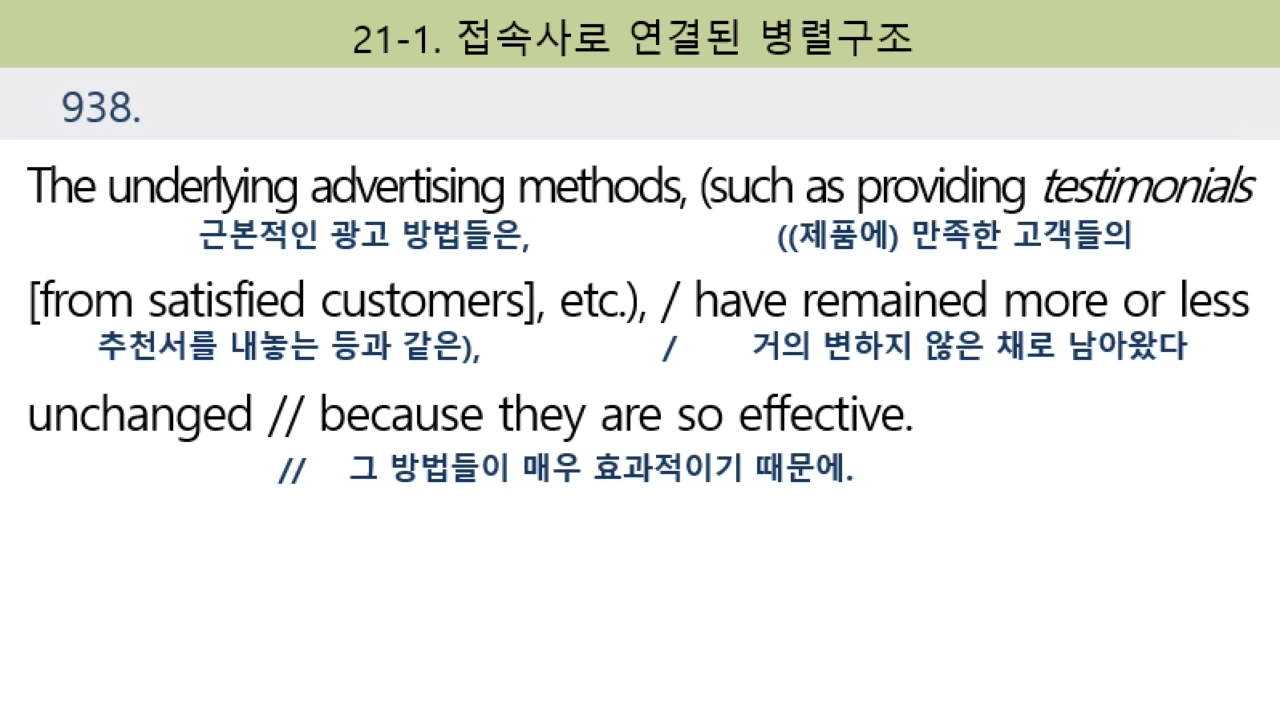 21-1. 접속사로 연결된 병렬구조
938.
The underlying advertising methods, (such as providing testimonials
근본적인 광고 방법들은, ((제품에) 만족한 고객들의
[from satisfied customers], etc.), / have remained more or less
추천서를 내놓는 등과 같은), / 거의 변하지 않은 채로 남아왔다
unchanged // because they are so effective.
// 그 방법들이 매우 효과적이기 때문에.